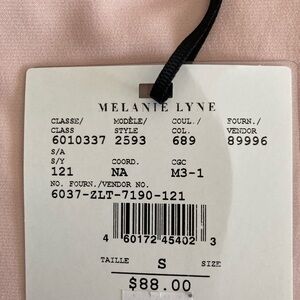 MELANIE LYNE
CLASSE/ MODÈLE/ COUL./ FOURN./
CLASS STYLE COL. VENDOR
6010337 2593 689 89996
S/A
S/Y COORD. CGC
121 NA M3-1
NO. FOURN./VENDOR NO.
6037-ZLT-7190-121
4 60172 45402 3
TAILLE S SIZE
$88.00